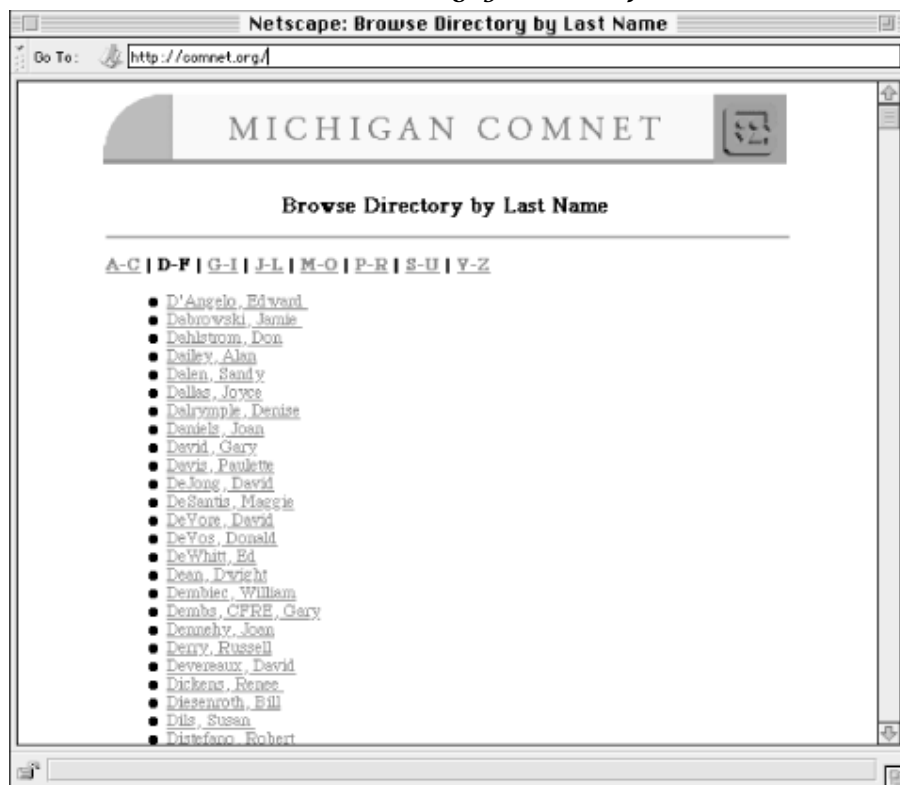 Netscape: Browse Directory by Last Name
Go To: http://comnet.org/
MICHIGAN COMNET
Browse Directory by Last Name
A-C | D-F | G-I | J-L | M-O | P-R | S-U | V-Z
D'Angelo, Edward
Dabrowski, Jamie
Dahlstrom, Don
Dailey, Alan
Dalen, Sandy
Dallas, Joyce
Dalrymple, Denise
Daniels, Joan
David, Gary
Davis, Paulette
DeJong, David
DeSantis, Maggie
DeVore, David
DeVos, Donald
DeWhitt, Ed
Dean, Dwight
Dembiec, William
Dembs, CFRE, Gary
Dennehy, Joan
Derry, Russell
Devereaux, David
Dickens, Renee
Diesenroth, Bill
Dils, Susan
Distefano, Robert